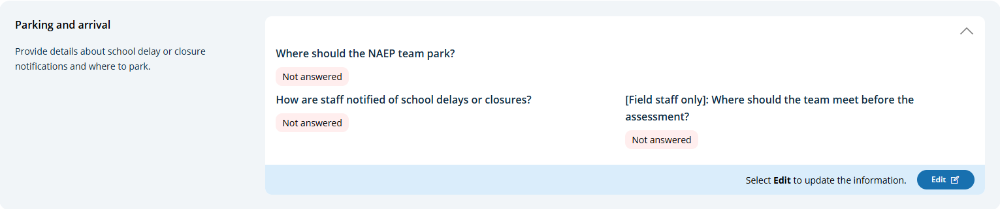 Parking and arrival
Provide details about school delay or closure
notifications and where to park.
Where should the NAEP team park?
Not answered
How are staff notified of school delays or closures?
Not answered
[Field staff only]: Where should the team meet before the
assessment?
Not answered
Select Edit to update the information.
Edit